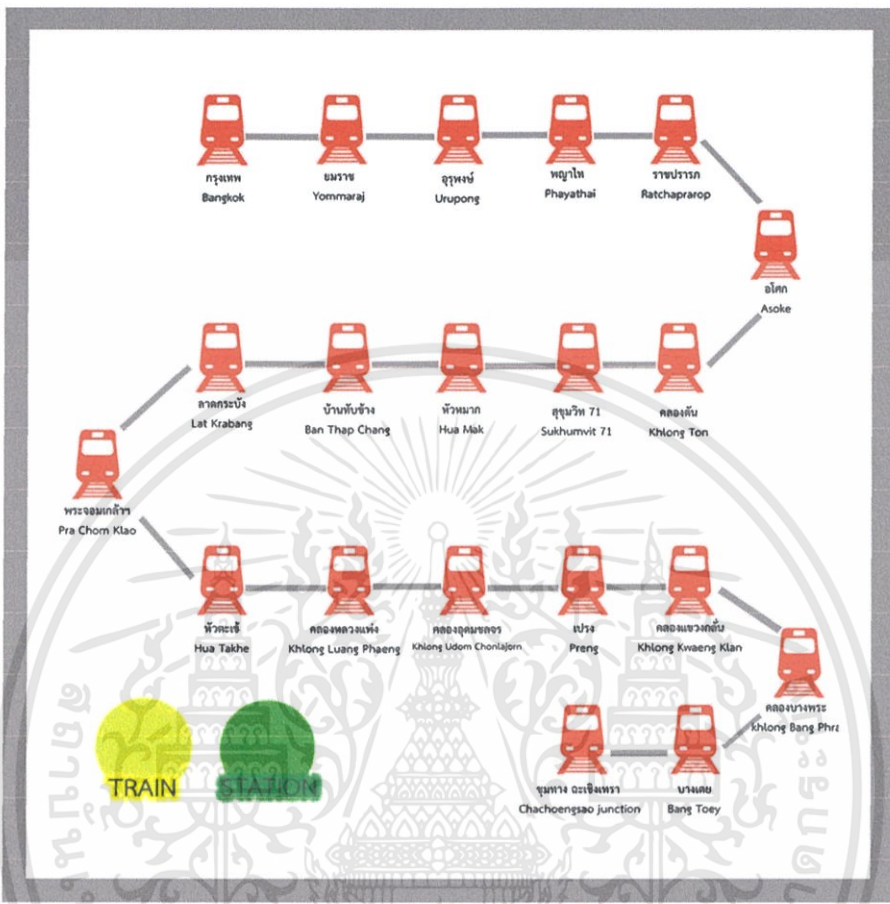 กรุงเทพ
Bangkok
ยมราช
Yommaraj
อุรุพงษ์
Urupong
พญาไท
Phayathai
ราชปรารภ
Ratchaprarop
อโศก
Asoke
ลาดกระบัง
Lat Krabang
บ้านทับช้าง
Ban Thap Chang
หัวหมาก
Hua Mak
สุขุมวิท 71
Sukhumvit 71
คลองตัน
Khlong Ton
พระจอมเกล้าฯ
Pra Chom Klao
หัวตะเข้
Hua Takhe
คลองหลวงแพ่ง
Khlong Luang Phaeng
คลองอุดมชลจร
Khlong Udom Chonlajorn
เปรง
Preng
คลองแขวงกลั่น
Khlong Kwaeng Klan
คลองบางพระ
khlong Bang Phra
ชุมทาง ฉะเชิงเทรา
Chachoengsao junction
บางเตย
Bang Toey
TRAIN
STATION